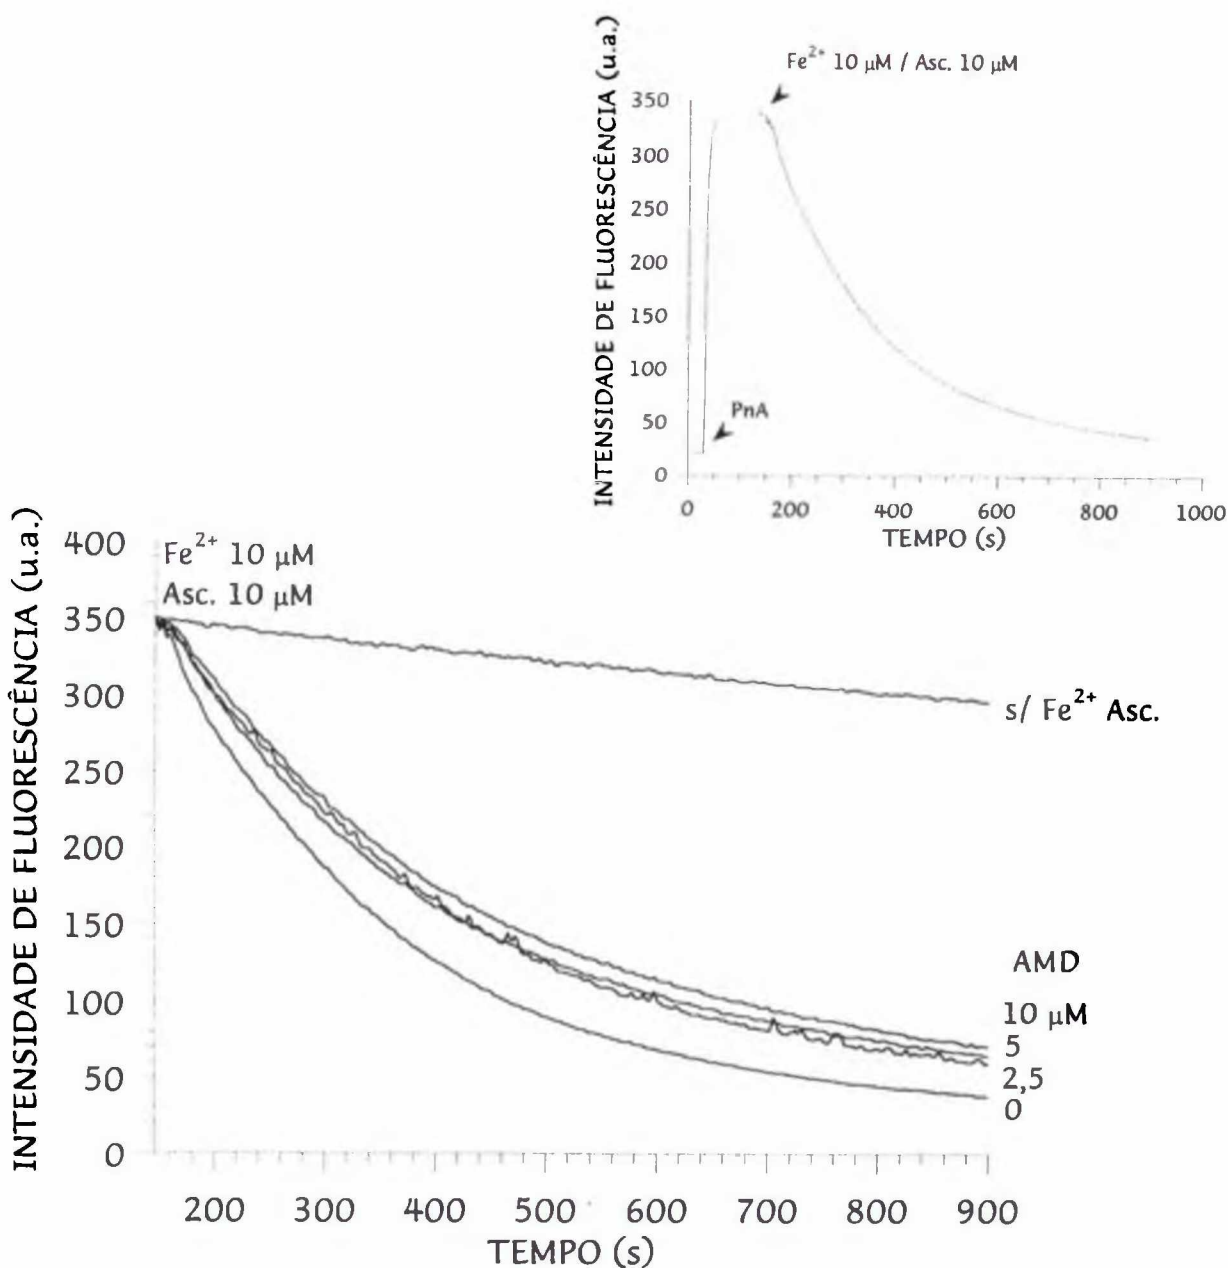 INTENSIDADE DE FLUORESCÊNCIA (u.a.)
Fe²⁺ 10 µM / Asc. 10 µM
350
300
250
200
150
100
50
0
PnA
0 200 400 600 800 1000
TEMPO (s)
INTENSIDADE DE FLUORESCÊNCIA (u.a.)
400
350
300
250
200
150
100
50
0
Fe²⁺ 10 µM
Asc. 10 µM
s/ Fe²⁺ Asc.
AMD
10 µM
5
2,5
0
200 300 400 500 600 700 800 900
TEMPO (s)